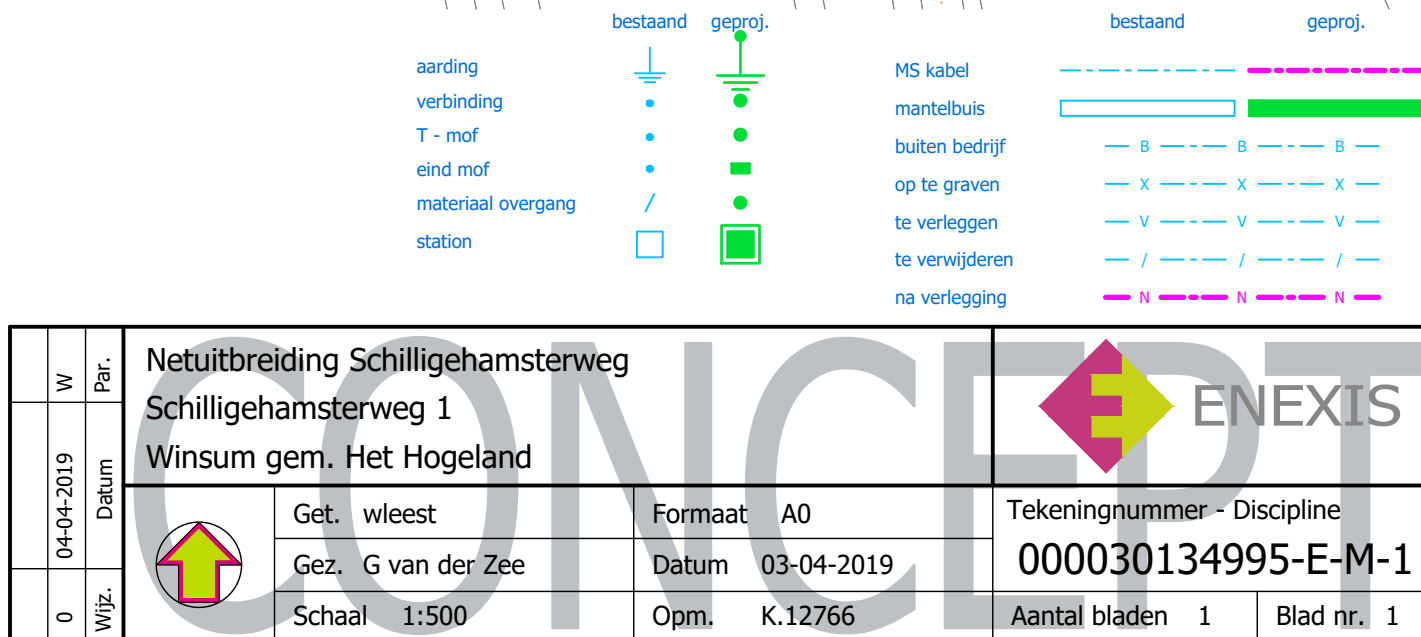 bestaand geproj.
aarding
verbinding
T - mof
eind mof
materiaal overgang
station
bestaand geproj.
MS kabel
mantelbuis
buiten bedrijf B B B
op te graven X X X
te verleggen V V V
te verwijderen / / /
na verlegging N N N
W Par.
04-04-2019 Datum
0 Wijz.
CONCEPT
Netuitbreiding Schilligehamsterweg
Schilligehamsterweg 1
Winsum gem. Het Hogeland
ENEXIS
Get. wleest
Formaat A0
Tekeningnummer - Discipline
000030134995-E-M-1
Gez. G van der Zee
Datum 03-04-2019
Schaal 1:500
Opm. K.12766
Aantal bladen 1
Blad nr. 1